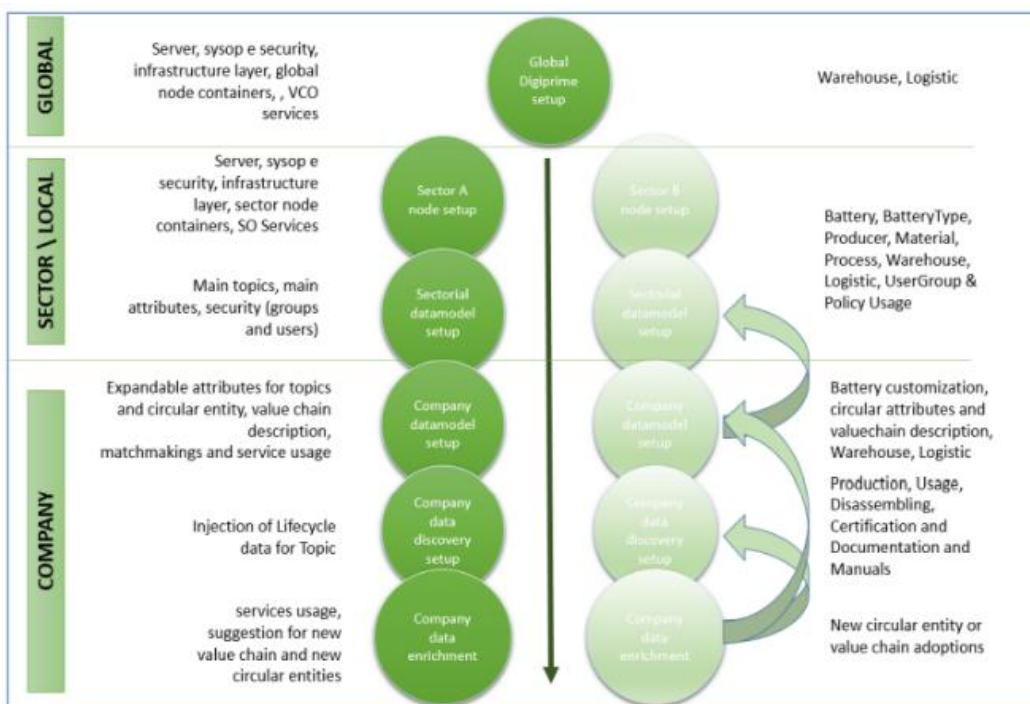 GLOBAL
Server, sysop e security,
infrastructure layer, global
node containers, , VCO
services
Global
Digiprime
setup
Warehouse, Logistic
SECTOR \ LOCAL
Server, sysop e
security, infrastructure
layer, sector node
containers, SO Services
Sector A
node setup
Sector B
node setup
Battery, BatteryType,
Producer, Material,
Process, Warehouse,
Logistic, UserGroup &
Policy Usage
Main topics, main
attributes, security (groups
and users)
Sectorial
datamodel
setup
Sectorial
datamodel
setup
COMPANY
Expandable attributes for topics
and circular entity, value chain
description,
matchmakings and service usage
Company
datamodel
setup
Company
datamodel
setup
Battery customization,
circular attributes and
valuechain description,
Warehouse, Logistic
Injection of Lifecycle
data for Topic
Company
data
discovery
setup
Company
data
discovery
setup
Production, Usage,
Disassembling,
Certification and
Documentation and
Manuals
services usage,
suggestion for new
value chain and new
circular entities
Company
data
enrichment
Company
data
enrichment
New circular entity or
value chain adoptions